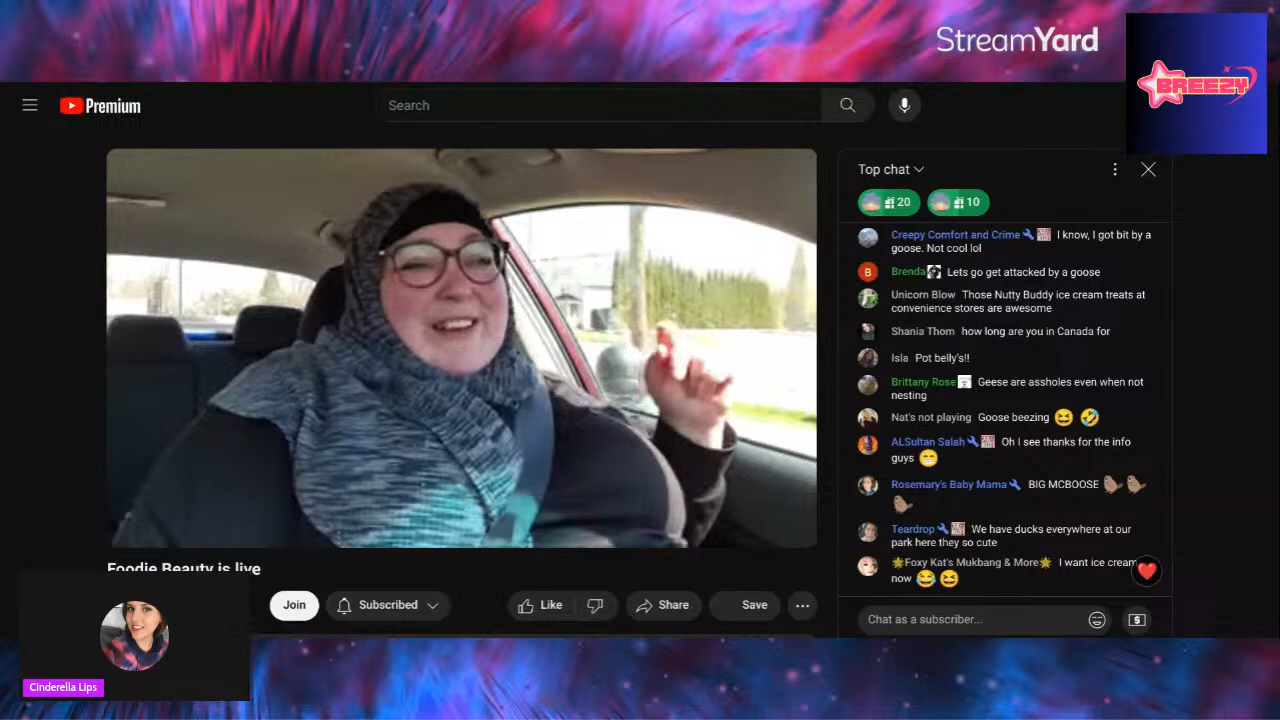 StreamYard
BREEZY
Premium
Search
Top chat
20
10
Creepy Comfort and Crime I know, I got bit by a
goose. Not cool lol
Brenda Lets go get attacked by a goose
Unicorn Blow Those Nutty Buddy ice cream treats at
convenience stores are awesome
Shania Thom how long are you in Canada for
Isla Pot belly's!!
Brittany Rose Geese are assholes even when not
nesting
Nat's not playing Goose beezing 😆 🤣
ALSultan Salah Oh I see thanks for the info
guys 😁
Rosemary's Baby Mama BIG MCBOOSE
Teardrop We have ducks everywhere at our
park here they so cute
🌟Foxy Kat's Mukbang & More🌟 I want ice cream
now 😂 😆
Chat as a subscriber...
Foodie Beauty is live
Join
Subscribed
Like
Share
Save
Cinderella Lips